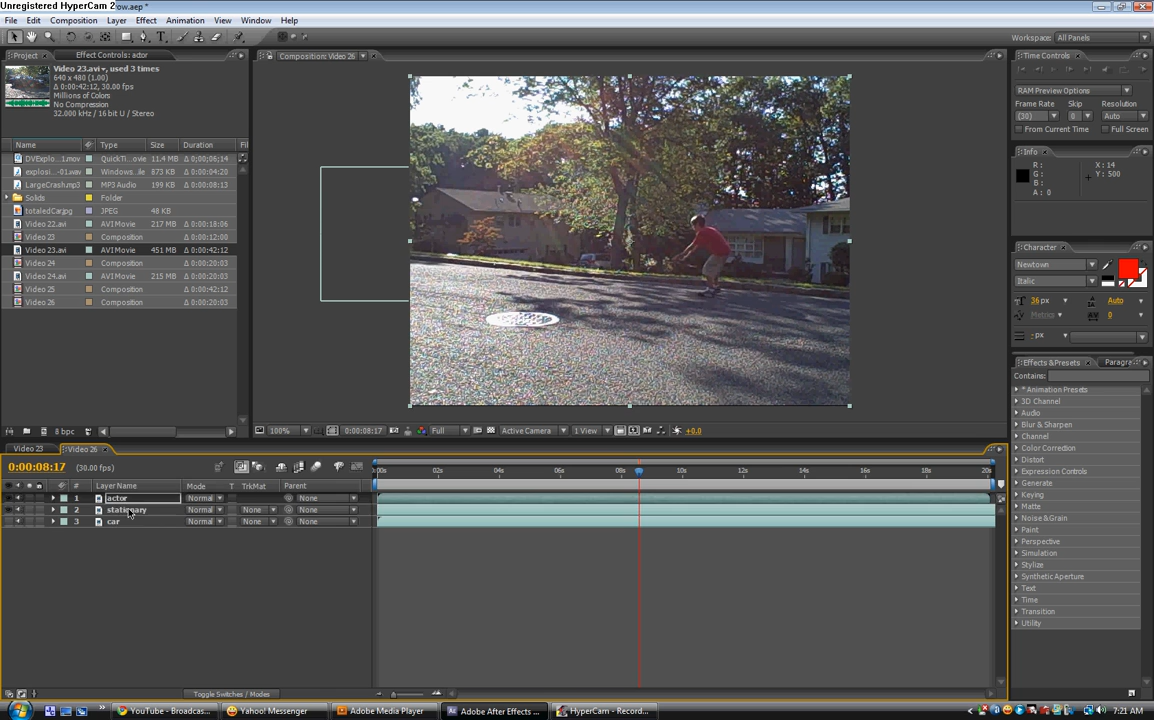 Unregistered HyperCam 2
ow.aep *
File Edit Composition Layer Effect Animation View Window Help
Workspace: All Panels
Project Effect Controls: actor
Composition: Video 26
Time Controls
Video 23.avi, used 3 times
640 x 480 (1.00)
Δ 0:00:42:12, 30.00 fps
Millions of Colors
No Compression
32.000 kHz / 16 bit U / Stereo
RAM Preview Options
Frame Rate Skip Resolution
(30) 0 Auto
From Current Time Full Screen
Name Type Size Duration Fil
DVExplo...1.mov QuickTi...ovie 11.4 MB Δ 0;00;06;14
explosi...-01.wav Windows...ile 873 KB Δ 0:00:04:20
LargeCrash.mp3 MP3 Audio 199 KB Δ 0:00:08:13
Solids Folder
totaledCar.jpg JPEG 48 KB
Video 22.avi AVI Movie 217 MB Δ 0:00:18:06
Video 23 Composition Δ 0:00:12:00
Video 23.avi AVI Movie 451 MB Δ 0:00:42:12
Video 24 Composition Δ 0:00:20:03
Video 24.avi AVI Movie 215 MB Δ 0:00:20:03
Video 25 Composition Δ 0:00:42:12
Video 26 Composition Δ 0:00:20:03
Info
R : X : 14
G : Y : 500
B :
A : 0
Character
Newtown
Italic
36 px Auto
Metrics 0
- px
Effects & Presets Paragra
Contains:
* Animation Presets
3D Channel
Audio
Blur & Sharpen
Channel
Color Correction
Distort
Expression Controls
Generate
Keying
Matte
Noise & Grain
Paint
Perspective
Simulation
Stylize
Synthetic Aperture
Text
Time
Transition
Utility
8 bpc
100% 0:00:08:17 Full Active Camera 1 View +0.0
Video 23 Video 26
0:00:08:17 (30.00 fps)
:00s 02s 04s 06s 08s 10s 12s 14s 16s 18s 20s
# Layer Name Mode T TrkMat Parent
1 actor Normal None
2 stationary Normal None None
3 car Normal None None
Toggle Switches / Modes
YouTube - Broadcas... Yahoo! Messenger Adobe Media Player Adobe After Effects ... HyperCam - Record... 7:21 AM